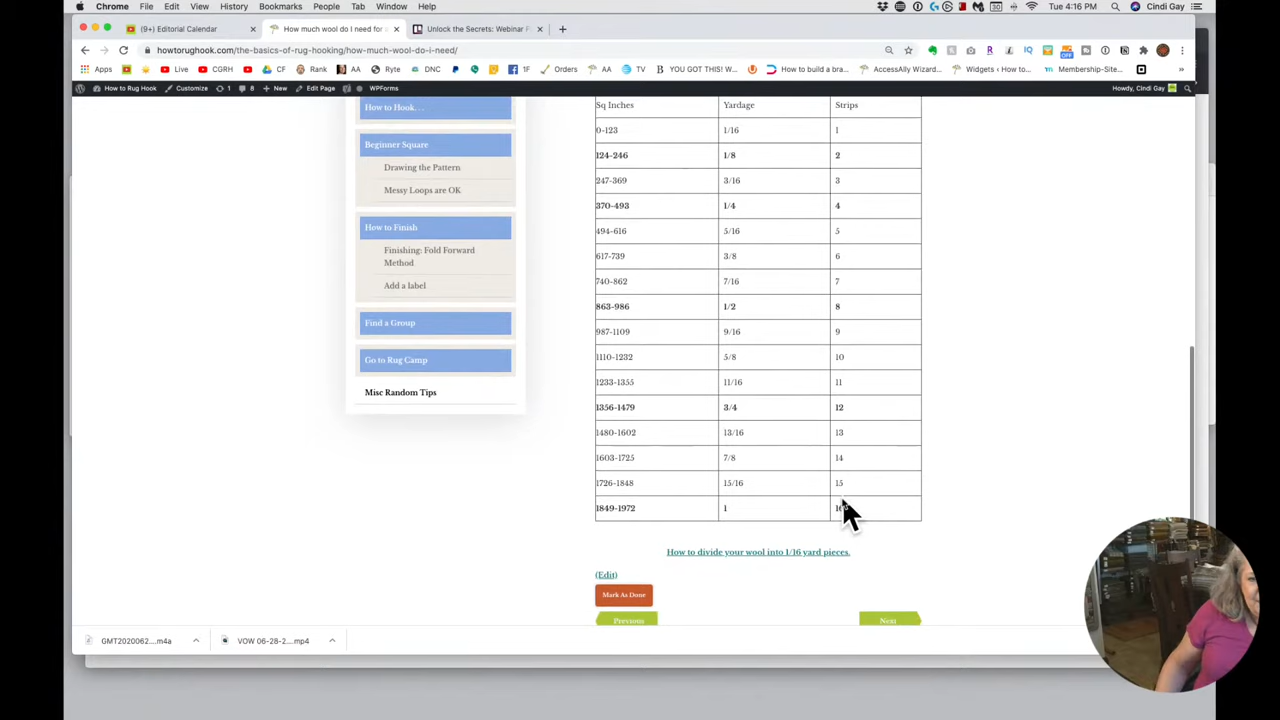 Chrome File Edit View History Bookmarks People Tab Window Help Tue 4:16 PM Cindi Gay
(9+) Editorial Calendar × How much wool do I need for × Unlock the Secrets: Webinar F ×
howtorughook.com/the-basics-of-rug-hooking/how-much-wool-do-i-need/
Apps Live CGRH CF Rank AA Ryte DNC 1F Orders AA TV BOY YOU GOT THIS! W... How to build a bra... AccessAlly Wizard... Widgets ‹ How to... Membership-Site... »
How to Rug Hook Customize 1 8 New Edit Page WPForms Howdy, Cindi Gay
How to Hook. . .
Beginner Square
Drawing the Pattern
Messy Loops are OK
How to Finish
Finishing: Fold Forward
Method
Add a label
Find a Group
Go to Rug Camp
Misc Random Tips
Sq Inches Yardage Strips
0-123 1/16 1
124-246 1/8 2
247-369 3/16 3
370-493 1/4 4
494-616 5/16 5
617-739 3/8 6
740-862 7/16 7
863-986 1/2 8
987-1109 9/16 9
1110-1232 5/8 10
1233-1355 11/16 11
1356-1479 3/4 12
1480-1602 13/16 13
1603-1725 7/8 14
1726-1848 15/16 15
1849-1972 1 16
How to divide your wool into 1/16 yard pieces.
(Edit)
Mark As Done
Previous Next
GMT2020062....m4a VOW 06-28-2....mp4